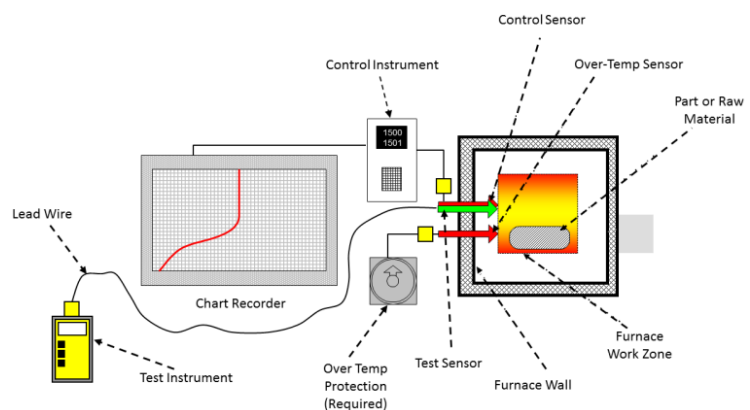 Control Sensor
Control Instrument
Over-Temp Sensor
Part or Raw
Material
1500
1501
Lead Wire
Chart Recorder
Test Instrument
Over Temp
Protection
(Required)
Test Sensor
Furnace Wall
Furnace
Work Zone